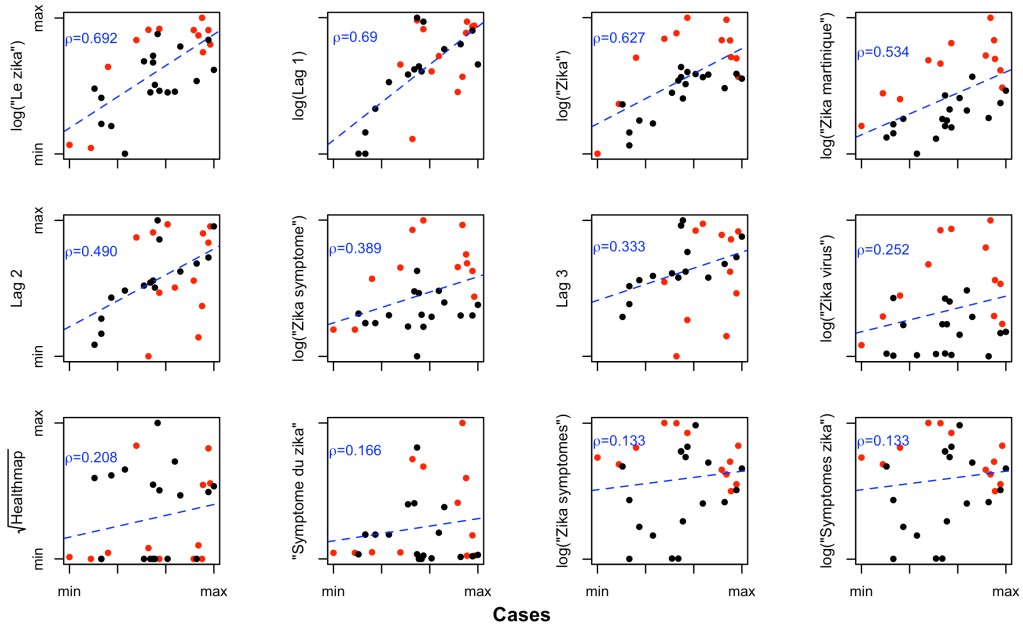 max
min
log("Le zika")
ρ=0.692
log(Lag 1)
ρ=0.69
log("Zika")
ρ=0.627
log("Zika martinique")
ρ=0.534
max
min
Lag 2
ρ=0.490
log("Zika symptome")
ρ=0.389
Lag 3
ρ=0.333
log("Zika virus")
ρ=0.252
max
min
√Healthmap
ρ=0.208
"Symptome du zika"
ρ=0.166
log("Zika symptomes")
ρ=0.133
log("Symptomes zika")
ρ=0.133
min
max
min
max
min
max
min
max
Cases